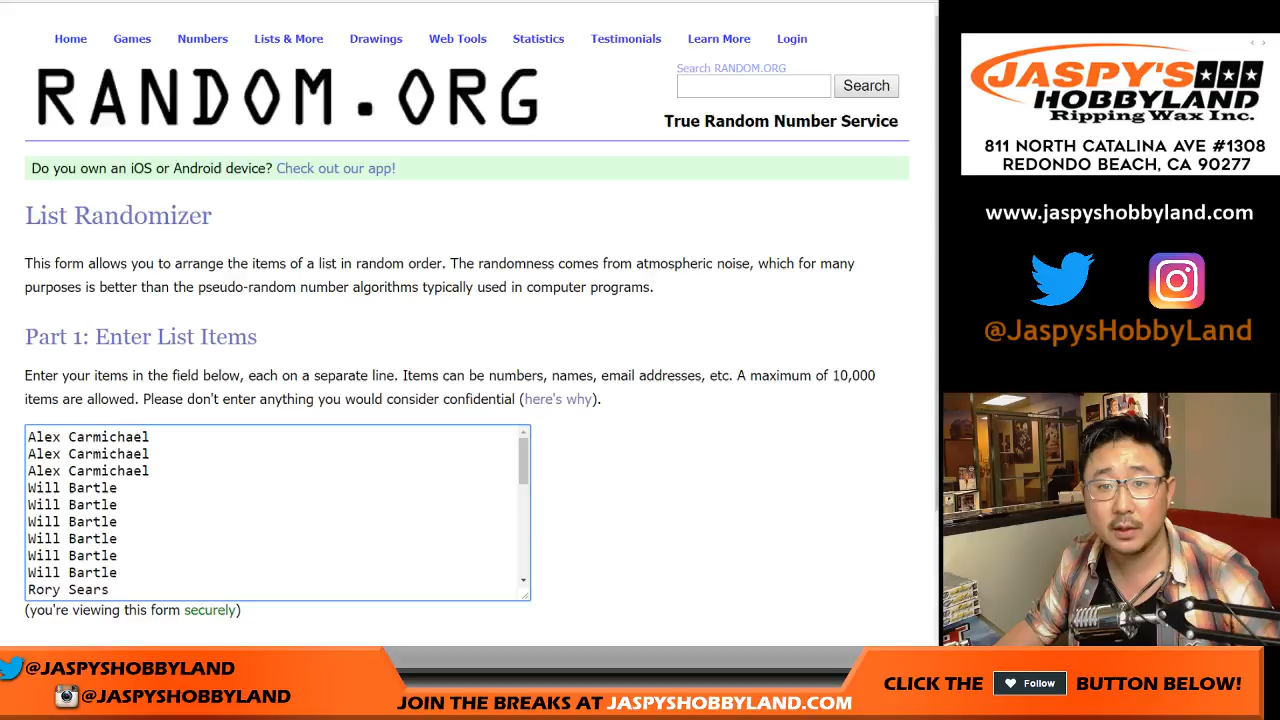 Home Games Numbers Lists & More Drawings Web Tools Statistics Testimonials Learn More Login
RANDOM.ORG
Search RANDOM.ORG
Search
True Random Number Service
Do you own an iOS or Android device? Check out our app!
List Randomizer
This form allows you to arrange the items of a list in random order. The randomness comes from atmospheric noise, which for many
purposes is better than the pseudo-random number algorithms typically used in computer programs.
Part 1: Enter List Items
Enter your items in the field below, each on a separate line. Items can be numbers, names, email addresses, etc. A maximum of 10,000
items are allowed. Please don't enter anything you would consider confidential (here's why).
Alex Carmichael
Alex Carmichael
Alex Carmichael
Will Bartle
Will Bartle
Will Bartle
Will Bartle
Will Bartle
Will Bartle
Rory Sears
(you're viewing this form securely)
JASPY'S
HOBBYLAND
Ripping Wax Inc.
811 NORTH CATALINA AVE #1308
REDONDO BEACH, CA 90277
www.jaspyshobbyland.com
@JaspysHobbyLand
@JASPYSHOBBYLAND
@JASPYSHOBBYLAND
JOIN THE BREAKS AT JASPYSHOBBYLAND.COM
CLICK THE Follow BUTTON BELOW!